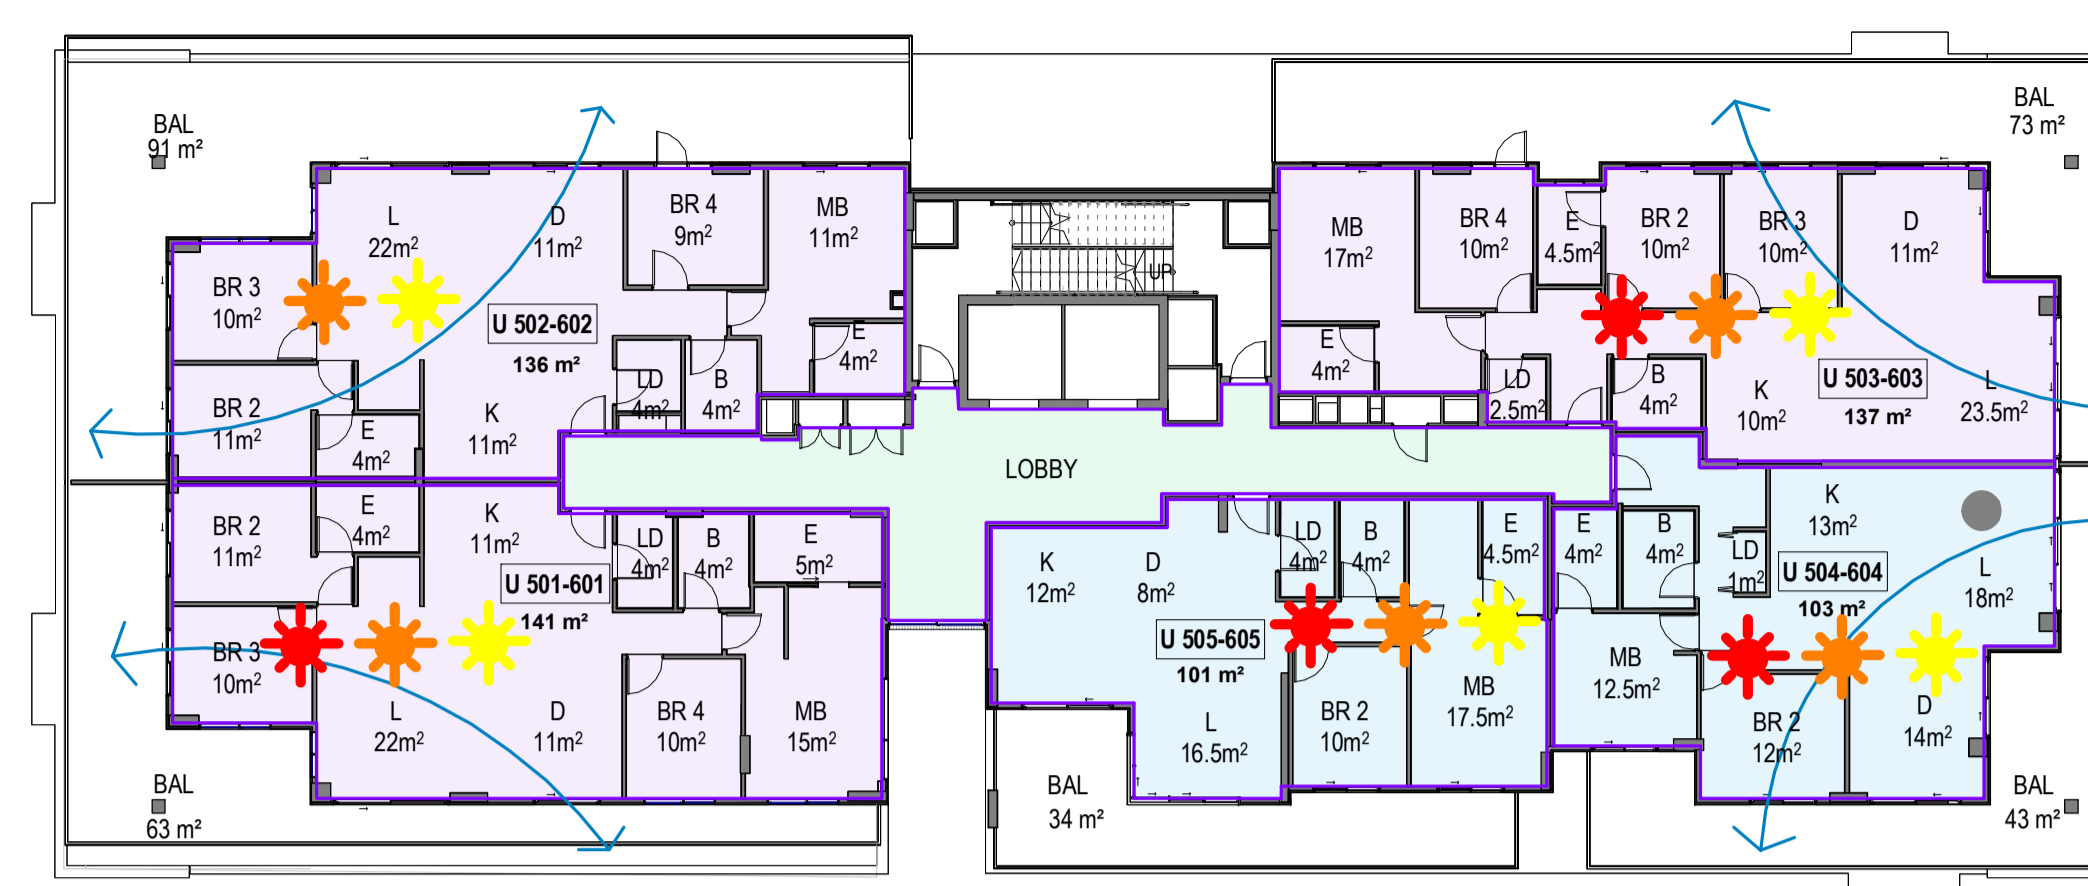 BAL
91 m²
L
22m²
D
11m²
BR 4
9m²
MB
11m²
BR 3
10m²
U 502-602
136 m²
E
4m²
LD
4m²
B
4m²
BR 2
11m²
E
4m²
K
11m²
UP
BAL
73 m²
MB
17m²
BR 4
10m²
E
4.5m²
BR 2
10m²
BR 3
10m²
D
11m²
E
4m²
LD
2.5m²
B
4m²
K
10m²
U 503-603
137 m²
L
23.5m²
LOBBY
BR 2
11m²
E
4m²
K
11m²
LD
4m²
B
4m²
E
5m²
U 501-601
141 m²
BR 3
10m²
L
22m²
D
11m²
BR 4
10m²
MB
15m²
BAL
63 m²
K
12m²
D
8m²
LD
4m²
B
4m²
E
4.5m²
U 505-605
101 m²
L
16.5m²
BR 2
10m²
MB
17.5m²
BAL
34 m²
E
4m²
B
4m²
LD
1m²
K
13m²
U 504-604
103 m²
L
18m²
MB
12.5m²
BR 2
12m²
D
14m²
BAL
43 m²